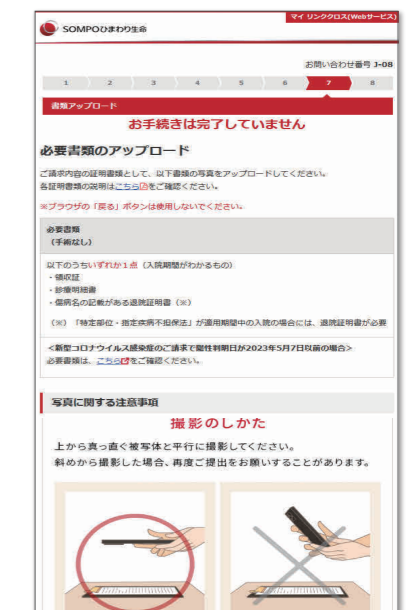 マイ リンククロス(Webサービス)
SOMPOひまわり生命
お問い合わせ番号 J-08
1 2 3 4 5 6 7 8
書類アップロード
お手続きは完了していません
必要書類のアップロード
ご請求内容の証明書類として、以下書類の写真をアップロードしてください。
各証明書類の説明はこちらをご確認ください。
※ブラウザの「戻る」ボタンは使用しないでください。
必要書類
（手術なし）
以下のうちいずれか1点（入院期間がわかるもの）
・領収証
・診療明細書
・傷病名の記載がある退院証明書（※）
（※）「特定部位・指定疾病不担保法」が適用期間中の入院の場合には、退院証明書が必要
<新型コロナウイルス感染症のご請求で陽性判明日が2023年5月7日以前の場合>
必要書類は、こちらをご確認ください。
写真に関する注意事項
撮影のしかた
上から真っ直ぐ被写体と平行に撮影してください。
斜めから撮影した場合、再度ご提出をお願いすることがあります。